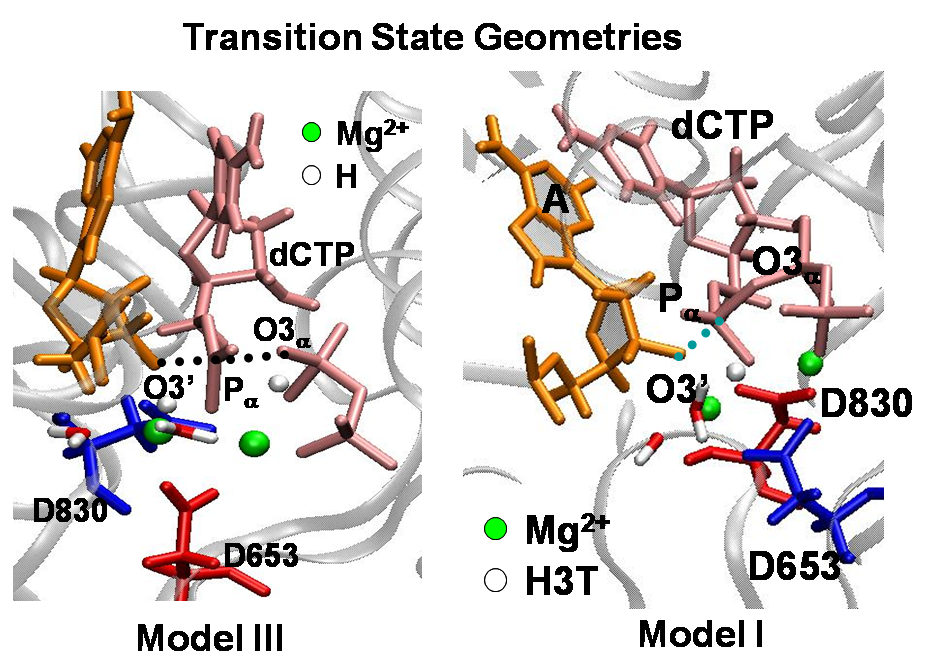 Transition State Geometries
Mg2+
H
dCTP
O3α
O3’
Pα
D830
D653
Model III
dCTP
A
O3α
Pα
O3’
D830
D653
Mg2+
H3T
Model I